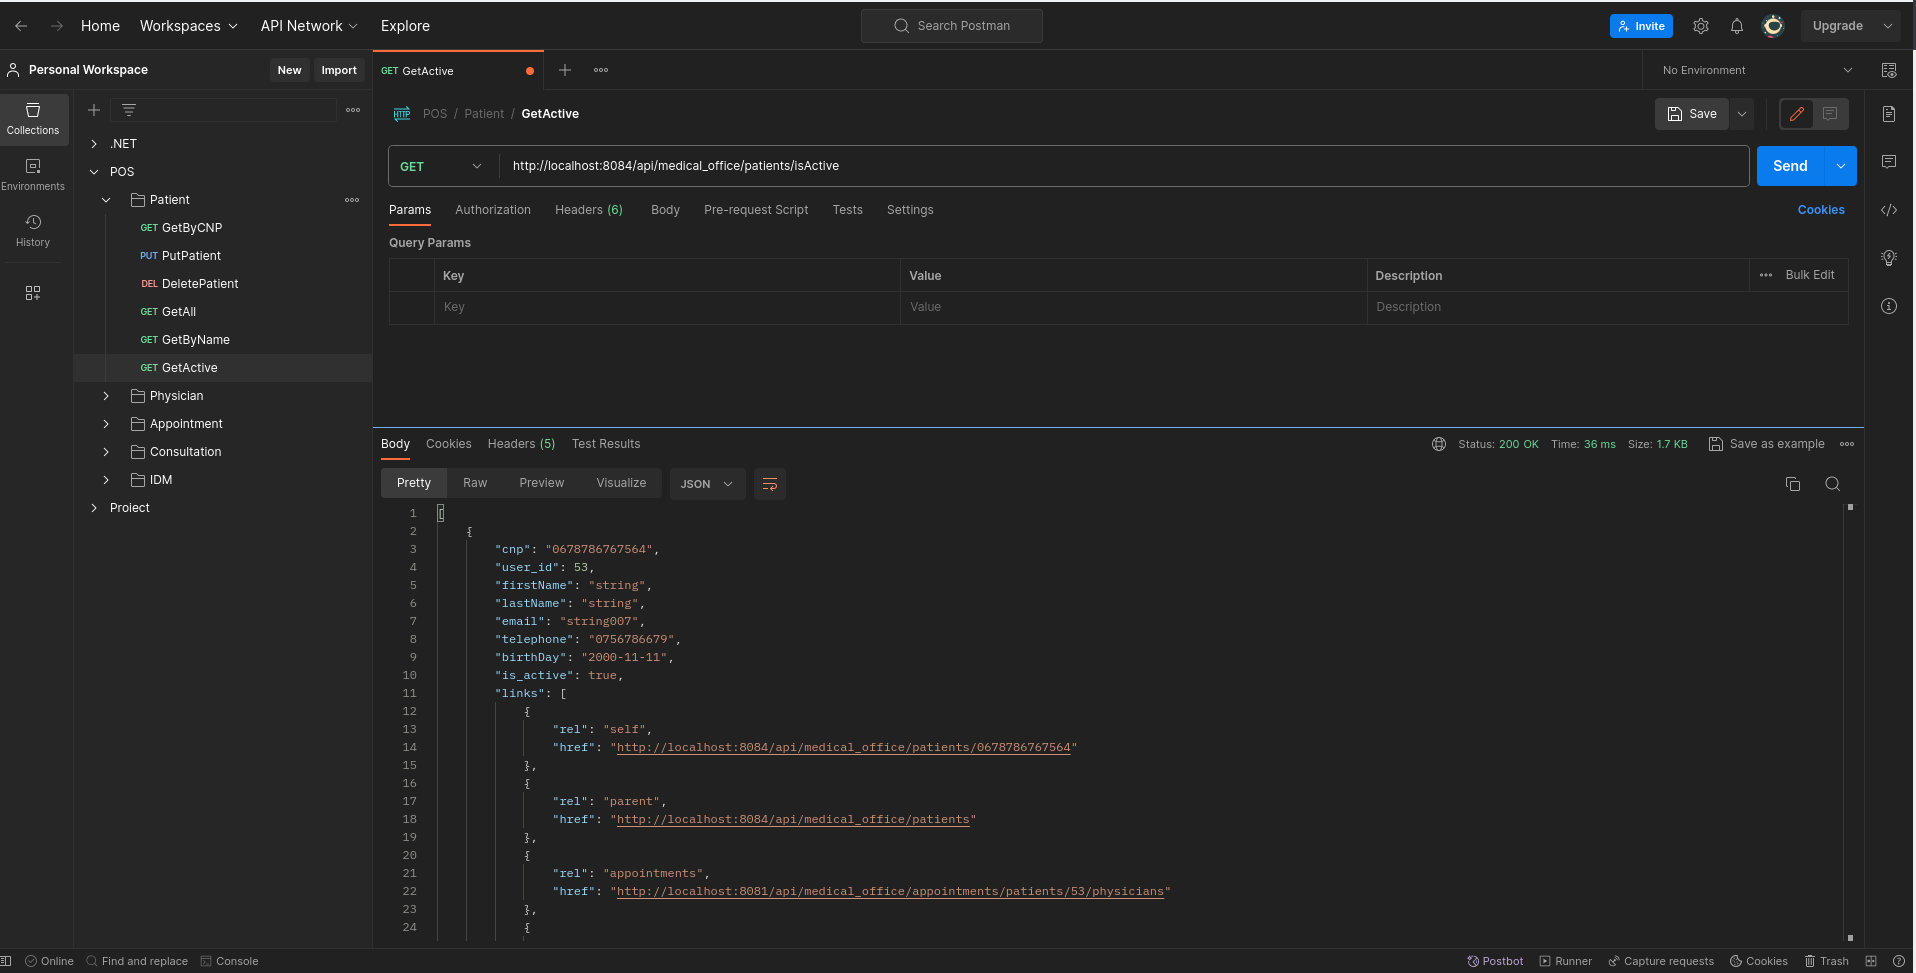 Home Workspaces API Network Explore Search Postman Invite Upgrade
Personal Workspace New Import
GET GetActive No Environment
Collections
Environments
History
.NET
POS
Patient
GET GetByCNP
PUT PutPatient
DEL DeletePatient
GET GetAll
GET GetByName
GET GetActive
Physician
Appointment
Consultation
IDM
Project
HTTP POS / Patient / GetActive Save
GET http://localhost:8084/api/medical_office/patients/isActive Send
Params Authorization Headers (6) Body Pre-request Script Tests Settings Cookies
Query Params
Key Value Description Bulk Edit
Key Value Description
Body Cookies Headers (5) Test Results Status: 200 OK Time: 36 ms Size: 1.7 KB Save as example
Pretty Raw Preview Visualize JSON
1 [
2 {
3 "cnp": "0678786767564",
4 "user_id": 53,
5 "firstName": "string",
6 "lastName": "string",
7 "email": "string007",
8 "telephone": "0756786679",
9 "birthDay": "2000-11-11",
10 "is_active": true,
11 "links": [
12 {
13 "rel": "self",
14 "href": "http://localhost:8084/api/medical_office/patients/0678786767564"
15 },
16 {
17 "rel": "parent",
18 "href": "http://localhost:8084/api/medical_office/patients"
19 },
20 {
21 "rel": "appointments",
22 "href": "http://localhost:8081/api/medical_office/appointments/patients/53/physicians"
23 },
24 {
Online Find and replace Console Postbot Runner Capture requests Cookies Trash